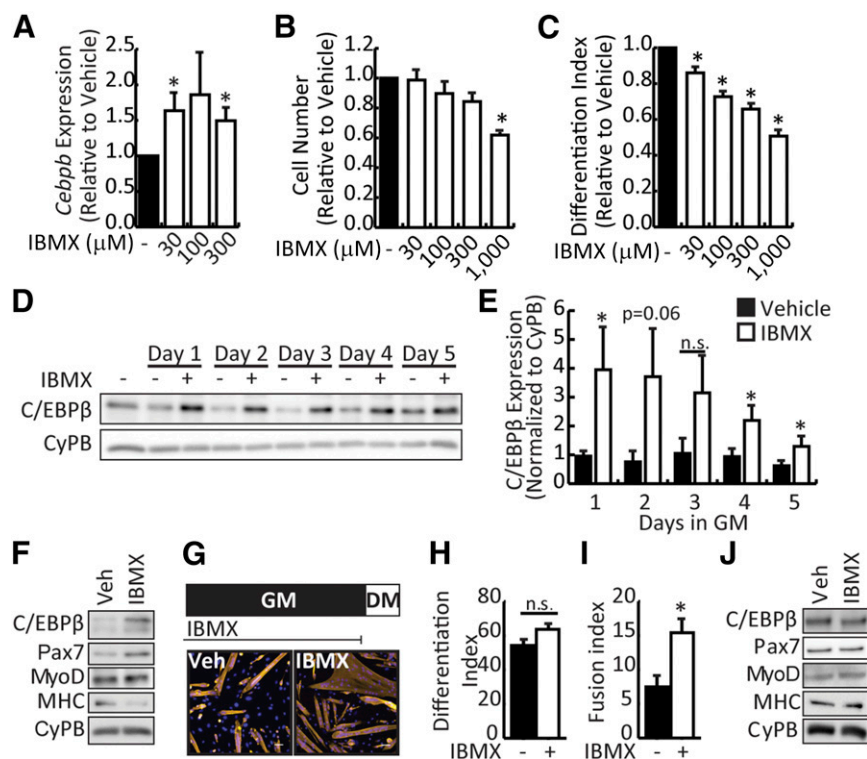 A
Cebpb Expression
(Relative to Vehicle)
2.5
2.0
1.5
1.0
0.5
0.0
*
*
IBMX (μM)
-
30
100
300
B
Cell Number
(Relative to Vehicle)
1.2
1.0
0.8
0.6
0.4
0.2
0.0
*
IBMX (μM)
-
30
100
300
1,000
C
Differentiation Index
(Relative to Vehicle)
1.0
0.8
0.6
0.4
0.2
0.0
*
*
*
*
IBMX (μM)
-
30
100
300
1,000
D
Day 1 Day 2 Day 3 Day 4 Day 5
IBMX - - + - + - + - + - +
C/EBPβ
CyPB
E
C/EBPβ Expression
(Normalized to CyPB)
6
5
4
3
2
1
0
* p=0.06 n.s. * *
Vehicle
IBMX
1 2 3 4 5
Days in GM
F
Veh IBMX
C/EBPβ
Pax7
MyoD
MHC
CyPB
G
GM DM
IBMX
Veh IBMX
H
Differentiation
Index
80
60
40
20
0
n.s.
IBMX - +
I
Fusion index
20
15
10
5
0
*
IBMX - +
J
Veh IBMX
C/EBPβ
Pax7
MyoD
MHC
CyPB